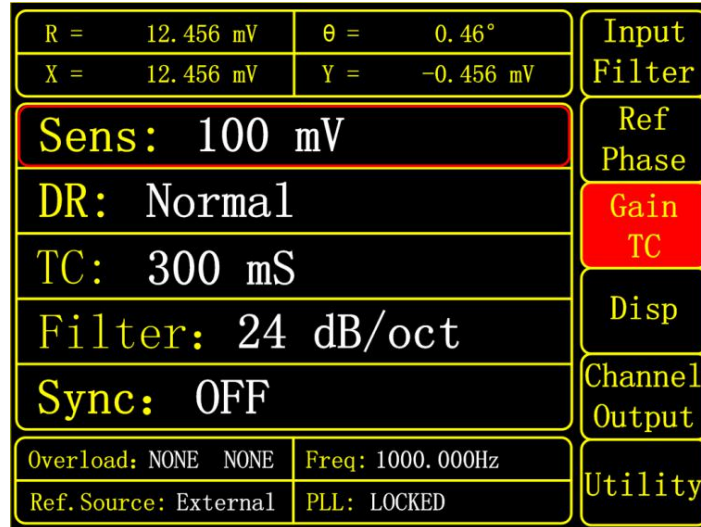 R = 12.456 mV θ = 0.46°
X = 12.456 mV Y = -0.456 mV
Sens: 100 mV
DR: Normal
TC: 300 mS
Filter: 24 dB/oct
Sync: OFF
Overload: NONE NONE Freq: 1000.000Hz
Ref.Source: External PLL: LOCKED
Input
Filter
Ref
Phase
Gain
TC
Disp
Channel
Output
Utility